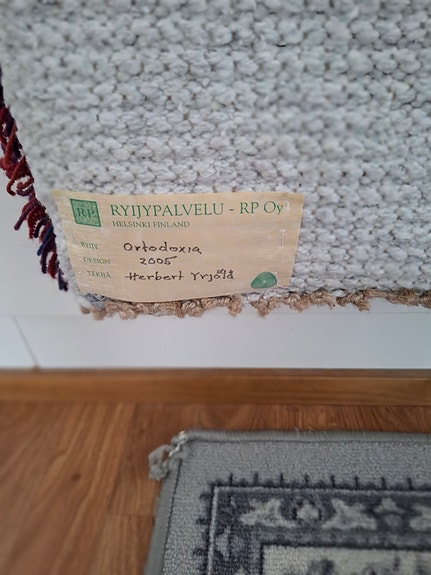 RP
RYIJYPALVELU - RP Oy
HELSINKI FINLAND
RYIJY Ortodoxia
DESIGN 2005
TEKIJÄ Herbert Yrjölä